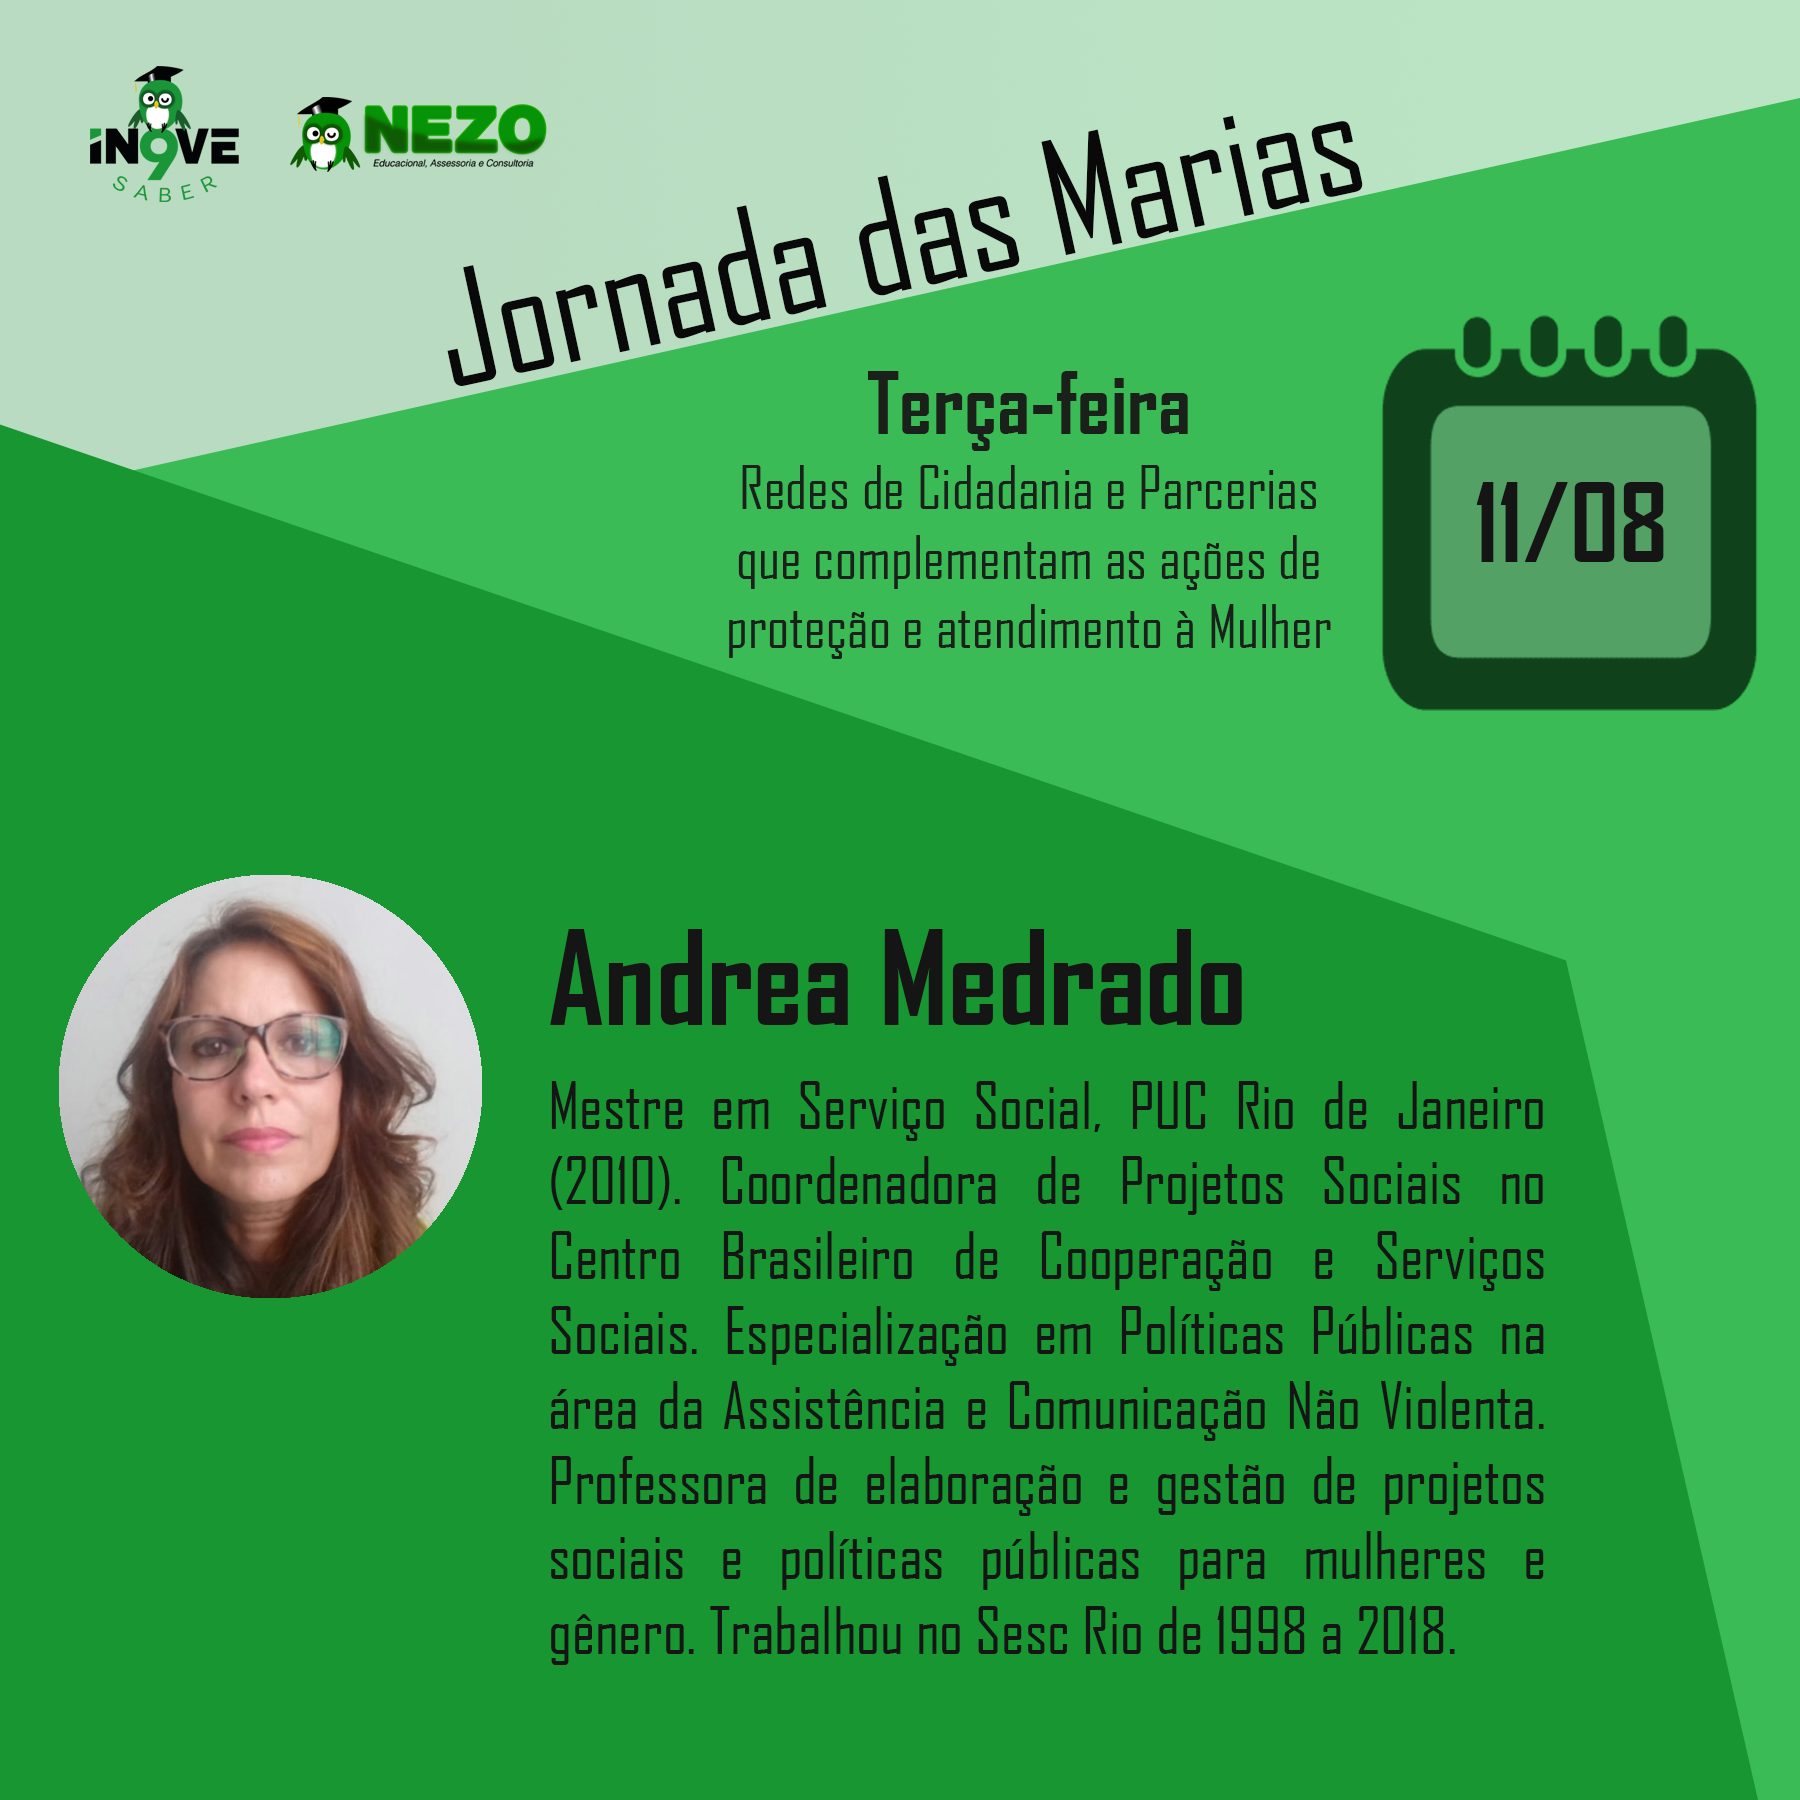 iN9VE
SABER
NEZO
Educacional, Assessoria e Consultoria
Jornada das Marias
Terça-feira
Redes de Cidadania e Parcerias
que complementam as ações de
proteção e atendimento à Mulher
11/08
Andrea Medrado
Mestre em Serviço Social, PUC Rio de Janeiro
(2010). Coordenadora de Projetos Sociais no
Centro Brasileiro de Cooperação e Serviços
Sociais. Especialização em Políticas Públicas na
área da Assistência e Comunicação Não Violenta.
Professora de elaboração e gestão de projetos
sociais e políticas públicas para mulheres e
gênero. Trabalhou no Sesc Rio de 1998 a 2018.